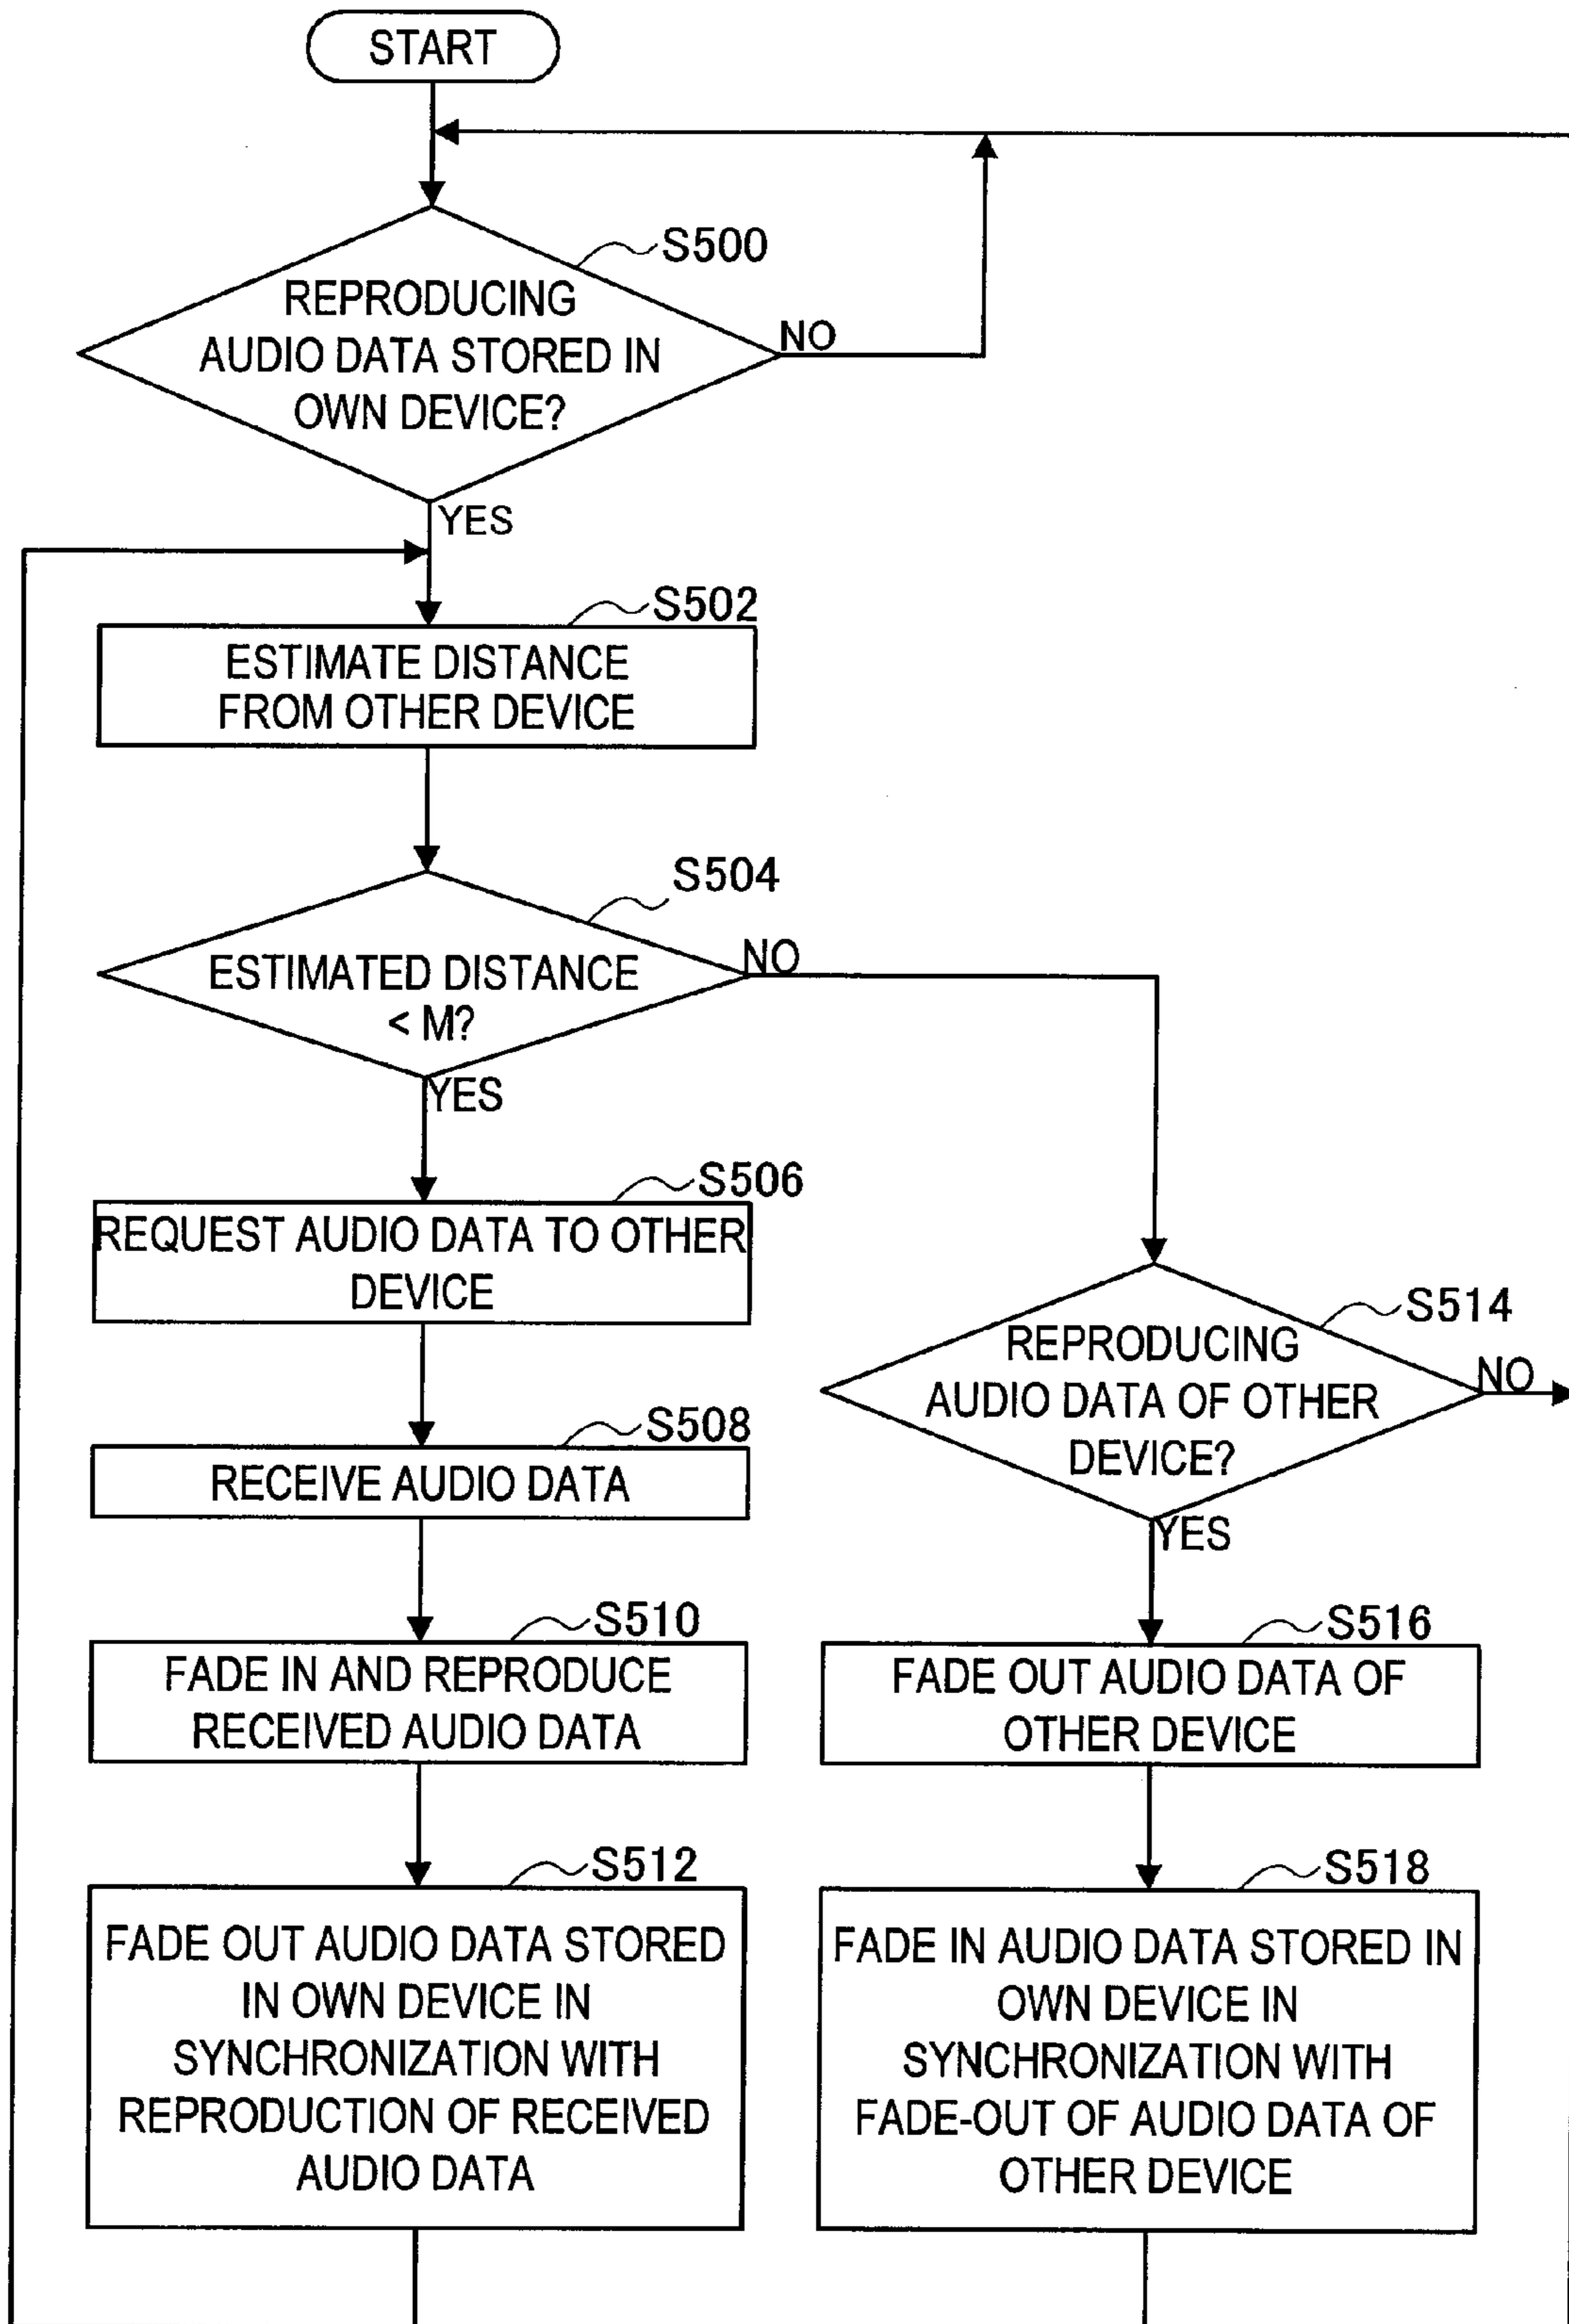 START
S500
REPRODUCING
AUDIO DATA STORED IN
OWN DEVICE?
NO
YES
S502
ESTIMATE DISTANCE
FROM OTHER DEVICE
S504
ESTIMATED DISTANCE
< M?
NO
YES
S506
REQUEST AUDIO DATA TO OTHER
DEVICE
S508
RECEIVE AUDIO DATA
S510
FADE IN AND REPRODUCE
RECEIVED AUDIO DATA
S512
FADE OUT AUDIO DATA STORED
IN OWN DEVICE IN
SYNCHRONIZATION WITH
REPRODUCTION OF RECEIVED
AUDIO DATA
S514
REPRODUCING
AUDIO DATA OF OTHER
DEVICE?
NO
YES
S516
FADE OUT AUDIO DATA OF
OTHER DEVICE
S518
FADE IN AUDIO DATA STORED IN
OWN DEVICE IN
SYNCHRONIZATION WITH
FADE-OUT OF AUDIO DATA OF
OTHER DEVICE